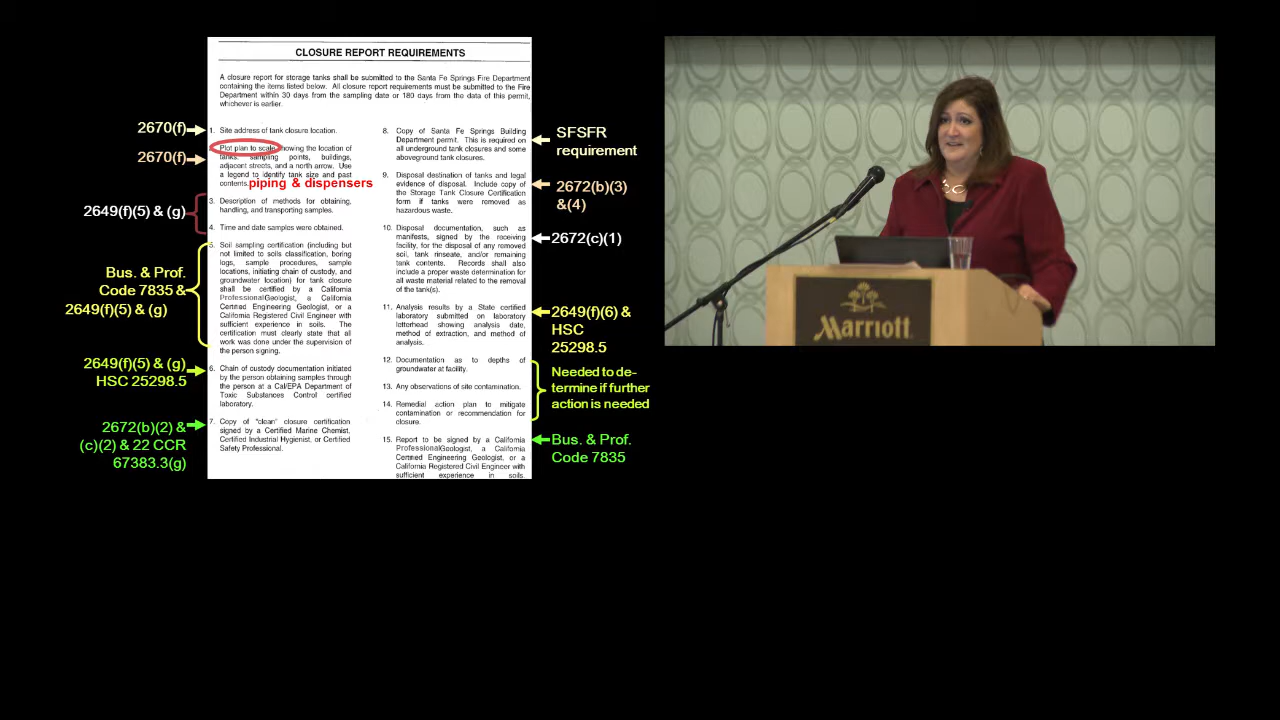 CLOSURE REPORT REQUIREMENTS
A closure report for storage tanks shall be submitted to the Santa Fe Springs Fire Department
containing the items listed below. All closure report requirements must be submitted to the Fire
Department within 30 days from the sampling date or 180 days from the data of this permit,
whichever is earlier.
2670(f)
1. Site address of tank closure location.
2670(f)
Plot plan to scale showing the location of
tanks, sampling points, buildings,
adjacent streets, and a north arrow. Use
a legend to identify tank size and past
contents. piping & dispensers
2649(f)(5) & (g)
3. Description of methods for obtaining,
handling, and transporting samples.
4. Time and date samples were obtained.
Bus. & Prof.
Code 7835 &
2649(f)(5) & (g)
5. Soil sampling certification (including but
not limited to soils classification, boring
logs, sample procedures, sample
locations, initiating chain of custody, and
groundwater location) for tank closure
shall be certified by a California
ProfessionalGeologist, a California
Certified Engineering Geologist, or a
California Registered Civil Engineer with
sufficient experience in soils. The
certification must clearly state that all
work was done under the supervision of
the person signing.
2649(f)(5) & (g)
HSC 25298.5
6. Chain of custody documentation initiated
by the person obtaining samples through
the person at a Cal/EPA Department of
Toxic Substances Control certified
laboratory.
2672(b)(2) &
(c)(2) & 22 CCR
67383.3(g)
7. Copy of "clean" closure certification
signed by a Certified Marine Chemist,
Certified Industrial Hygienist, or Certified
Safety Professional.
8. Copy of Santa Fe Springs Building
Department permit. This is required on
all underground tank closures and some
aboveground tank closures.
SFSFR
requirement
9. Disposal destination of tanks and legal
evidence of disposal. Include copy of
the Storage Tank Closure Certification
form if tanks were removed as
hazardous waste.
2672(b)(3)
&(4)
10. Disposal documentation, such as
manifests, signed by the receiving
facility, for the disposal of any removed
soil, tank rinseate, and/or remaining
tank contents. Records shall also
include a proper waste determination for
all waste material related to the removal
of the tank(s).
2672(c)(1)
11. Analysis results by a State certified
laboratory submitted on laboratory
letterhead showing analysis date,
method of extraction, and method of
analysis.
2649(f)(6) &
HSC
25298.5
12. Documentation as to depths of
groundwater at facility.
13. Any observations of site contamination.
14. Remedial action plan to mitigate
contamination or recommendation for
closure.
Needed to de-
termine if further
action is needed
15. Report to be signed by a California
ProfessionalGeologist, a California
Certified Engineering Geologist, or a
California Registered Civil Engineer with
sufficient experience in soils.
Bus. & Prof.
Code 7835
Marriott